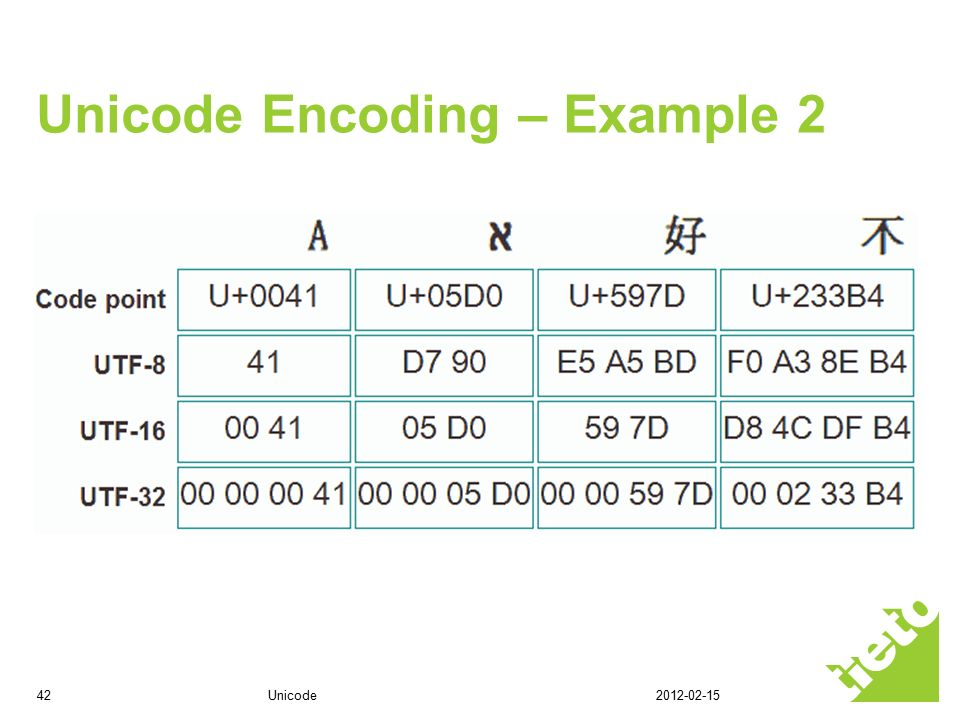 Unicode Encoding – Example 2
A א 好 𣎴
Code point U+0041 U+05D0 U+597D U+233B4
UTF-8 41 D7 90 E5 A5 BD F0 A3 8E B4
UTF-16 00 41 05 D0 59 7D D8 4C DF B4
UTF-32 00 00 00 41 00 00 05 D0 00 00 59 7D 00 02 33 B4
tieto
42 Unicode 2012-02-15